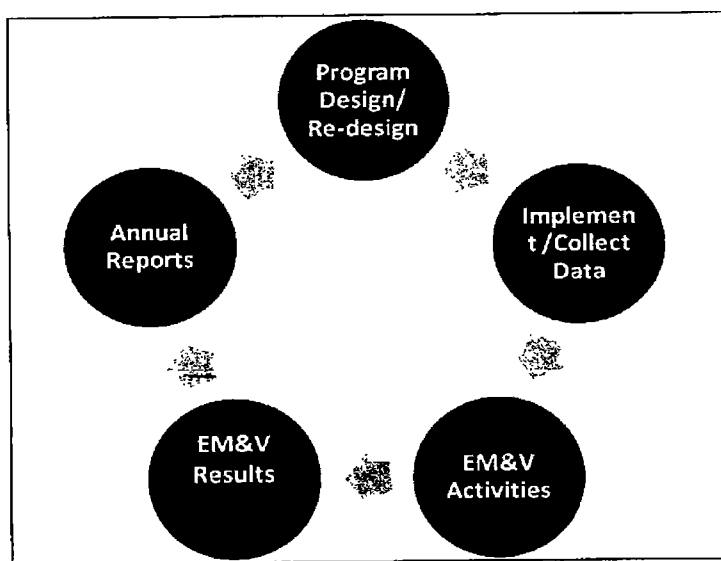 Program
Design/
Re-design
Implemen
t /Collect
Data
EM&V
Activities
EM&V
Results
Annual
Reports